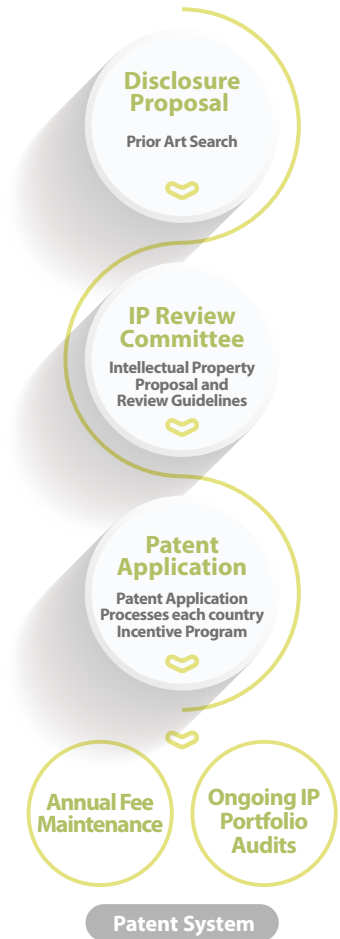 Disclosure
Proposal
Prior Art Search
IP Review
Committee
Intellectual Property
Proposal and
Review Guidelines
Patent
Application
Patent Application
Processes each country
Incentive Program
Annual Fee
Maintenance
Ongoing IP
Portfolio
Audits
Patent System